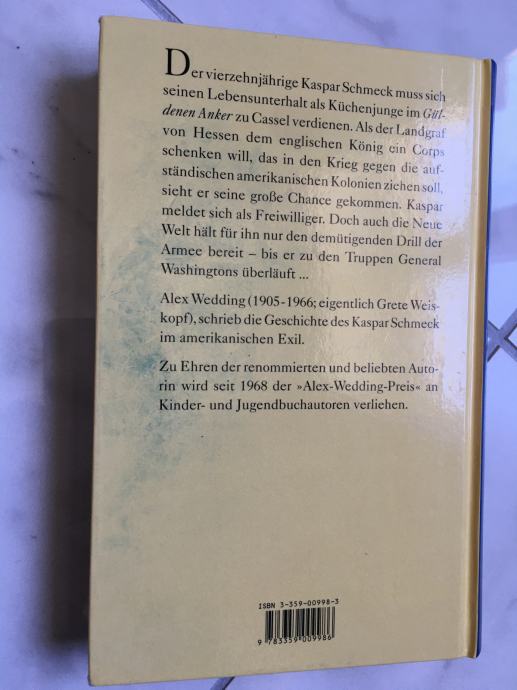 Der vierzehnjährige Kaspar Schmeck muss sich
seinen Lebensunterhalt als Küchenjunge im Gül-
denen Anker zu Cassel verdienen. Als der Landgraf
von Hessen dem englischen König ein Corps
schenken will, das in den Krieg gegen die auf-
ständischen amerikanischen Kolonien ziehen soll,
sieht er seine große Chance gekommen. Kaspar
meldet sich als Freiwilliger. Doch auch die Neue
Welt hält für ihn nur den demütigenden Drill der
Armee bereit – bis er zu den Truppen General
Washingtons überläuft ...
Alex Wedding (1905-1966; eigentlich Grete Weis-
kopf), schrieb die Geschichte des Kaspar Schmeck
im amerikanischen Exil.
Zu Ehren der renommierten und beliebten Auto-
rin wird seit 1968 der »Alex-Wedding-Preis« an
Kinder- und Jugendbuchautoren verliehen.
ISBN 3-359-00998-3
9 783359 009986